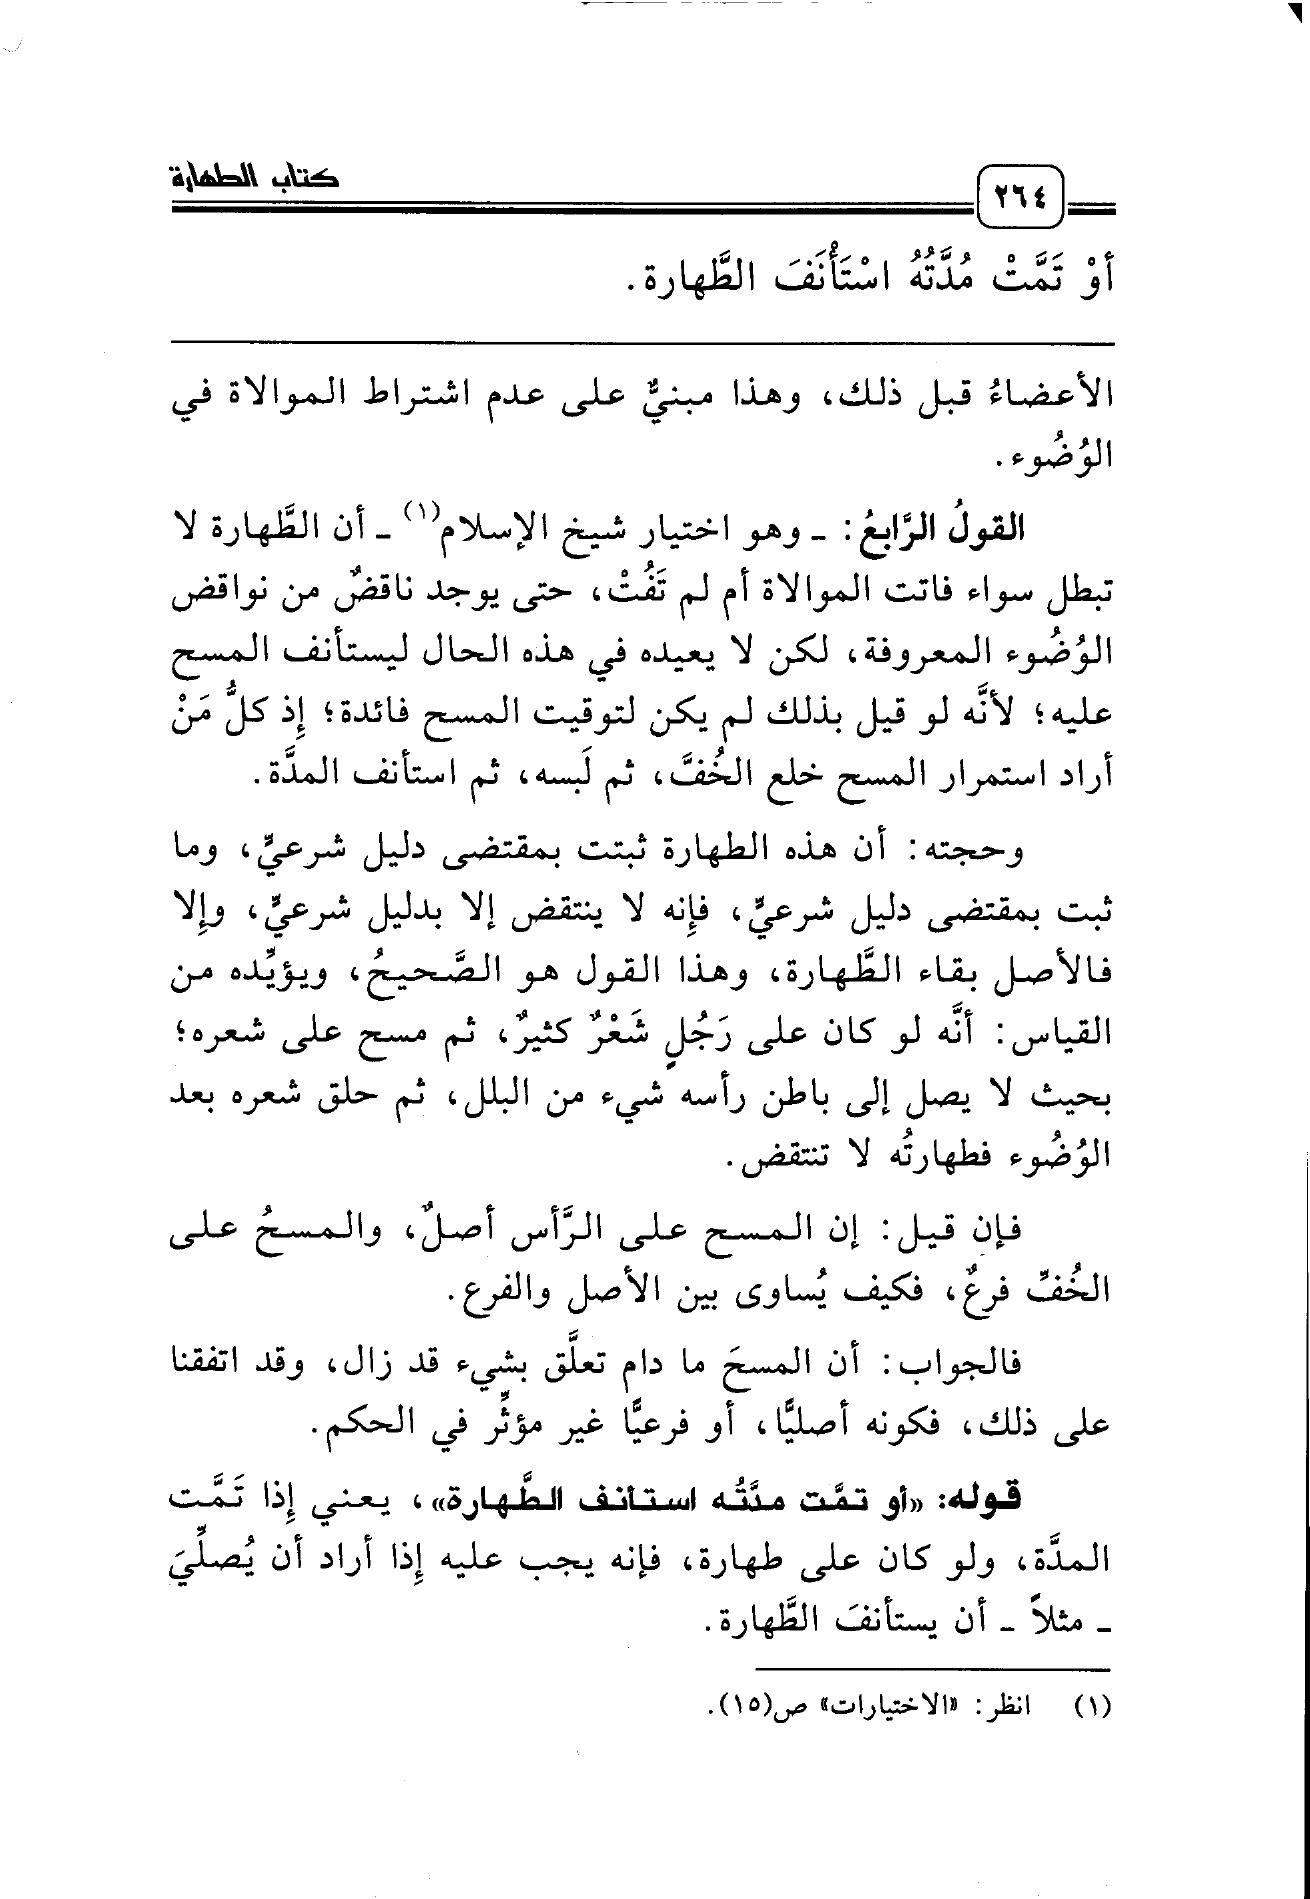 كتاب الطهارة
٢٦٤
أوْ تَمَّتْ مُدَّتُهُ اسْتَأْنَفَ الطَّهارة.
الأعضاءُ قبل ذلك، وهذا مبنيٌّ على عدم اشتراط الموالاة في
الوُضُوء.
القولُ الرَّابعُ: ـ وهو اختيار شيخ الإسلام(١) ـ أن الطَّهارة لا
تبطل سواء فاتت الموالاة أم لم تَفُتْ، حتى يوجد ناقضٌ من نواقض
الوُضُوء المعروفة، لكن لا يعيده في هذه الحال ليستأنف المسح
عليه؛ لأنَّه لو قيل بذلك لم يكن لتوقيت المسح فائدة؛ إذ كلُّ مَنْ
أراد استمرار المسح خلع الخُفَّ، ثم لَبسه، ثم استأنف المدَّة.
وحجته: أن هذه الطهارة ثبتت بمقتضى دليل شرعيٍّ، وما
ثبت بمقتضى دليل شرعيٍّ، فإنه لا ينتقض إلا بدليل شرعيٍّ، وإلا
فالأصل بقاء الطَّهارة، وهذا القول هو الصَّحيحُ، ويؤيِّده من
القياس: أنَّه لو كان على رَجُلٍ شَعْرٌ كثيرٌ، ثم مسح على شعره؛
بحيث لا يصل إلى باطن رأسه شيء من البلل، ثم حلق شعره بعد
الوُضُوء فطهارتُه لا تنتقض.
فإن قيل: إن المسح على الرَّأس أصلٌ، والمسحُ على
الخُفِّ فرعٌ، فكيف يُساوى بين الأصل والفرع.
فالجواب: أن المسحَ ما دام تعلَّق بشيء قد زال، وقد اتفقنا
على ذلك، فكونه أصليًّا، أو فرعيًّا غير مؤثِّر في الحكم.
قوله: «أو تمَّت مدَّتُه استأنف الطَّهارة»، يعني إذا تَمَّت
المدَّة، ولو كان على طهارة، فإنه يجب عليه إذا أراد أن يُصلِّيَ
ـ مثلاً ـ أن يستأنفَ الطَّهارة.
(١) انظر: «الاختيارات» ص(١٥).